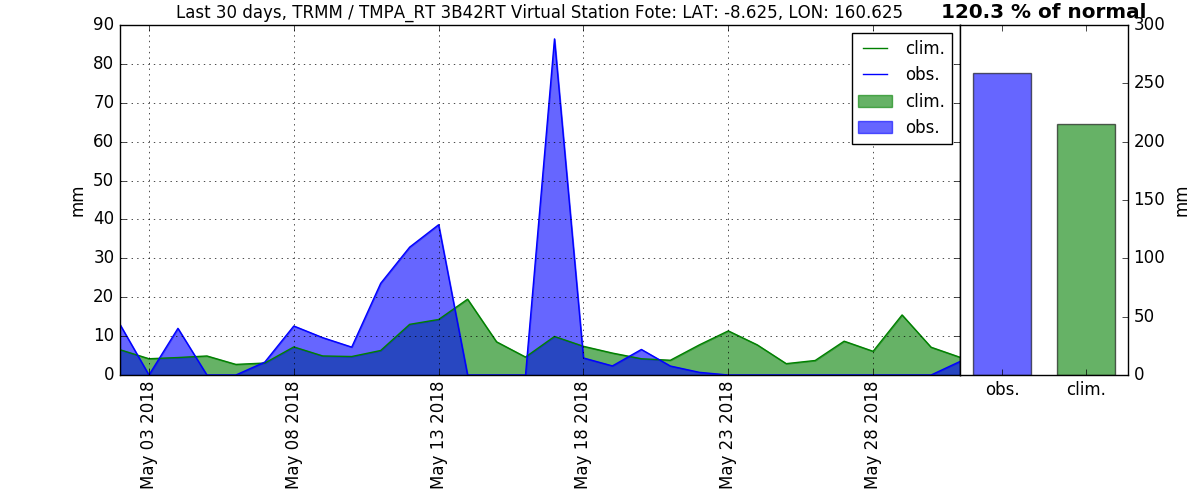 Last 30 days, TRMM / TMPA_RT 3B42RT Virtual Station Fote: LAT: -8.625, LON: 160.625
120.3 % of normal
90
80
70
60
50
40
30
20
10
0
mm
clim.
obs.
clim.
obs.
May 03 2018
May 08 2018
May 13 2018
May 18 2018
May 23 2018
May 28 2018
300
250
200
150
100
50
0
mm
obs.
clim.